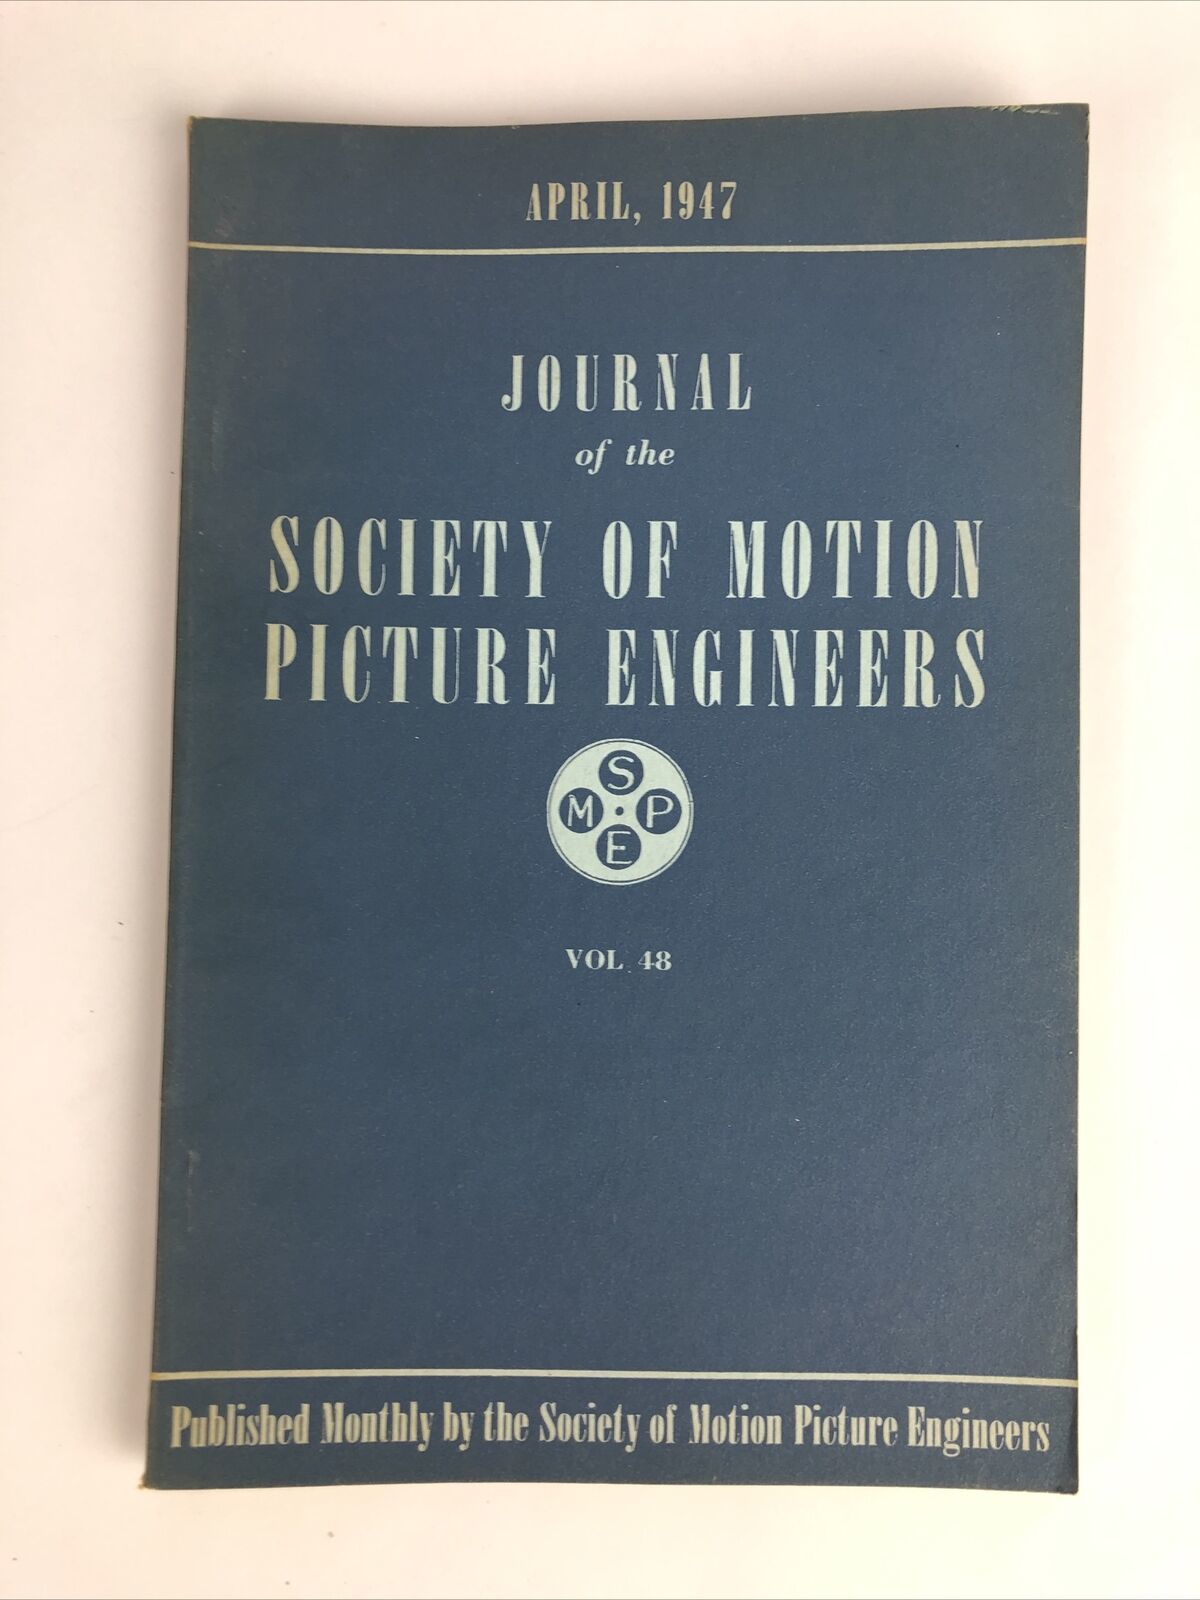 APRIL, 1947
JOURNAL
of the
SOCIETY OF MOTION
PICTURE ENGINEERS
S
M P
E
VOL. 48
Published Monthly by the Society of Motion Picture Engineers